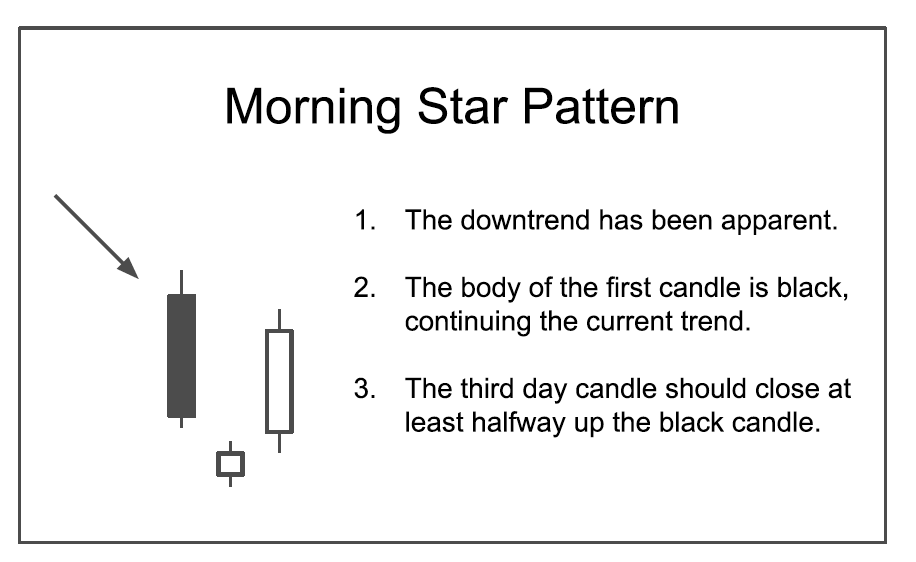 Morning Star Pattern
1. The downtrend has been apparent.
2. The body of the first candle is black,
continuing the current trend.
3. The third day candle should close at
least halfway up the black candle.